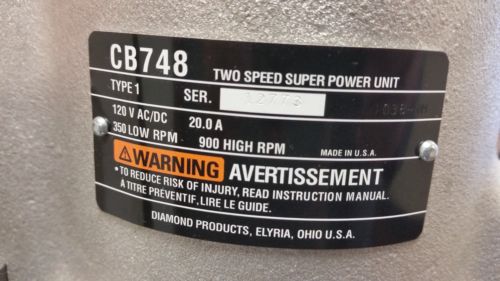 CB748 TWO SPEED SUPER POWER UNIT
TYPE 1 SER. 12773
120 V AC/DC 20.0 A
350 LOW RPM 900 HIGH RPM MADE IN U.S.A.
WARNING AVERTISSEMENT
• TO REDUCE RISK OF INJURY, READ INSTRUCTION MANUAL.
A TITRE PREVENTIF, LIRE LE GUIDE.
DIAMOND PRODUCTS, ELYRIA, OHIO U.S.A.